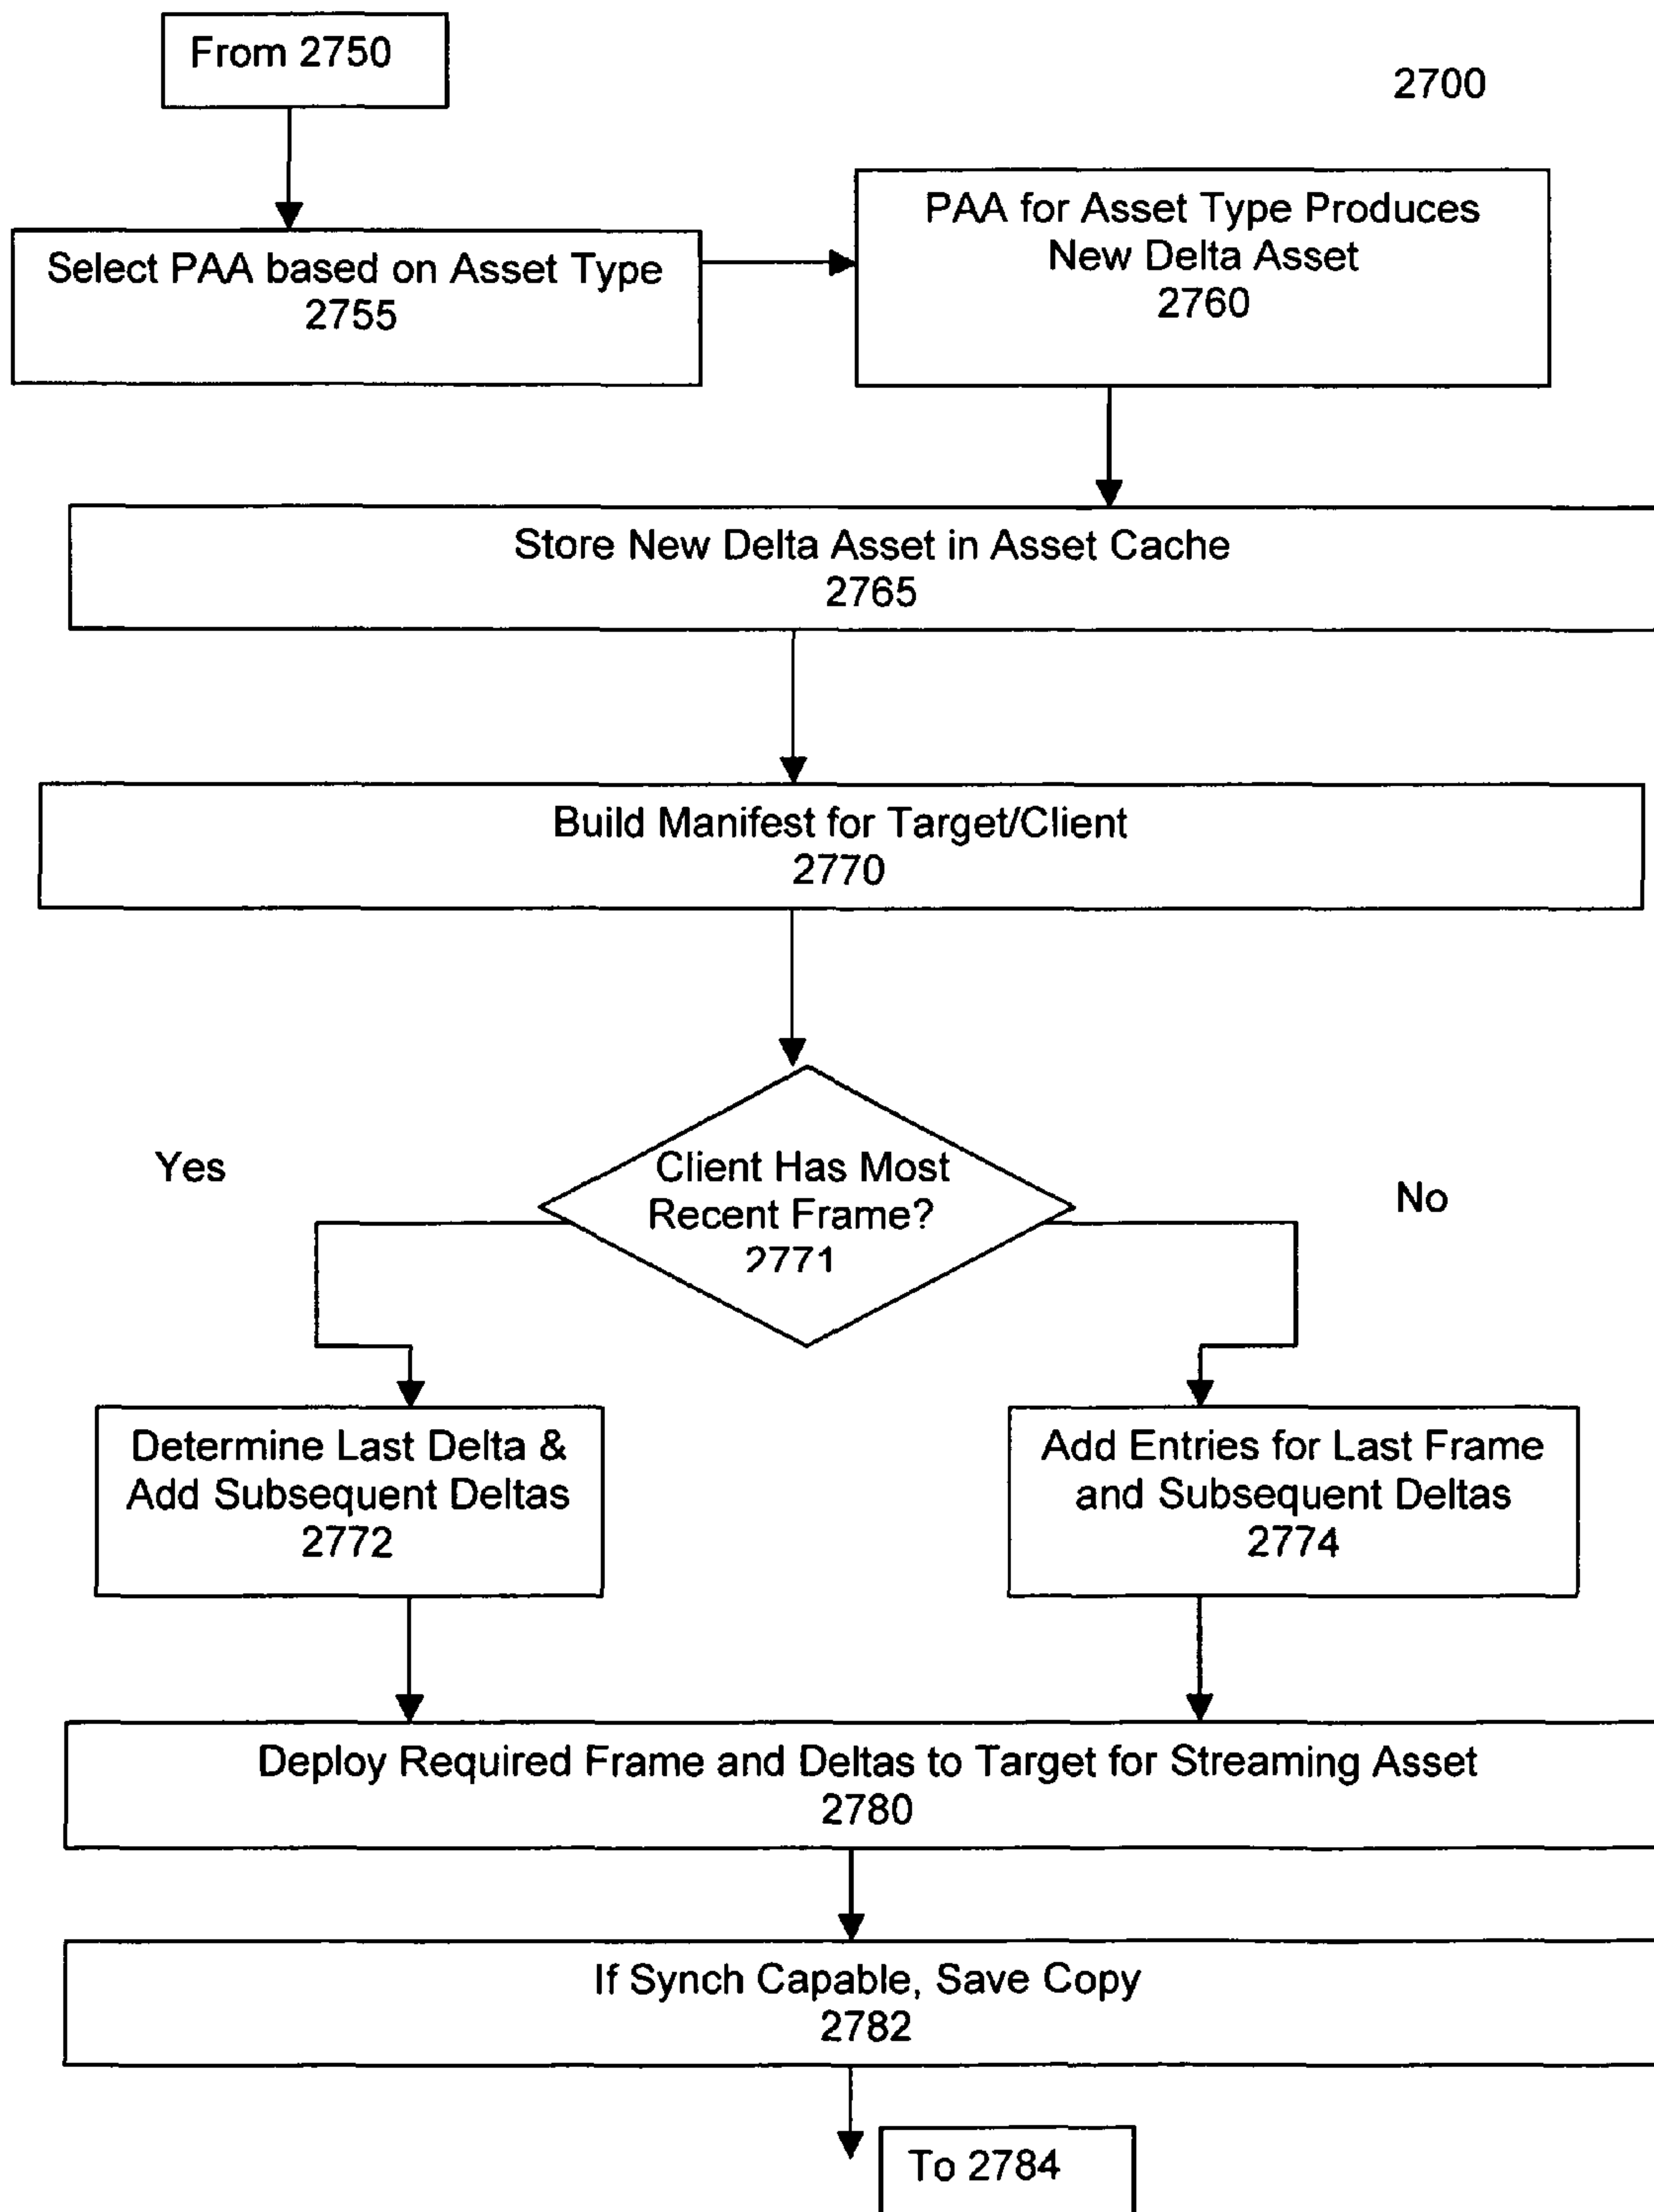 From 2750
2700
Select PAA based on Asset Type
2755
PAA for Asset Type Produces
New Delta Asset
2760
Store New Delta Asset in Asset Cache
2765
Build Manifest for Target/Client
2770
Client Has Most
Recent Frame?
2771
Yes
No
Determine Last Delta &
Add Subsequent Deltas
2772
Add Entries for Last Frame
and Subsequent Deltas
2774
Deploy Required Frame and Deltas to Target for Streaming Asset
2780
If Synch Capable, Save Copy
2782
To 2784